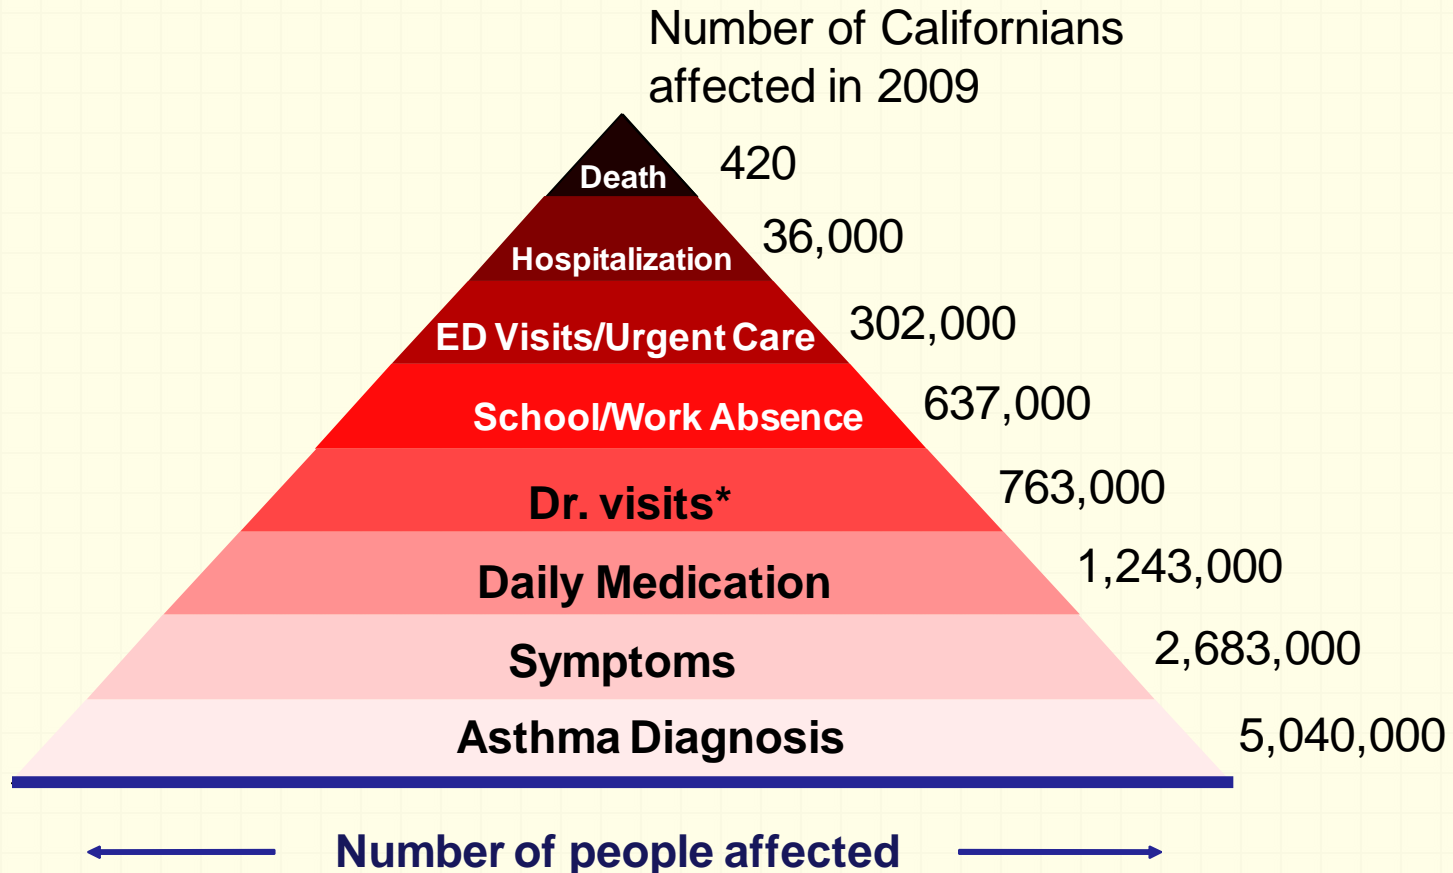 Number of Californians
affected in 2009
Death
420
Hospitalization
36,000
ED Visits/Urgent Care
302,000
School/Work Absence
637,000
Dr. visits*
763,000
Daily Medication
1,243,000
Symptoms
2,683,000
Asthma Diagnosis
5,040,000
Number of people affected